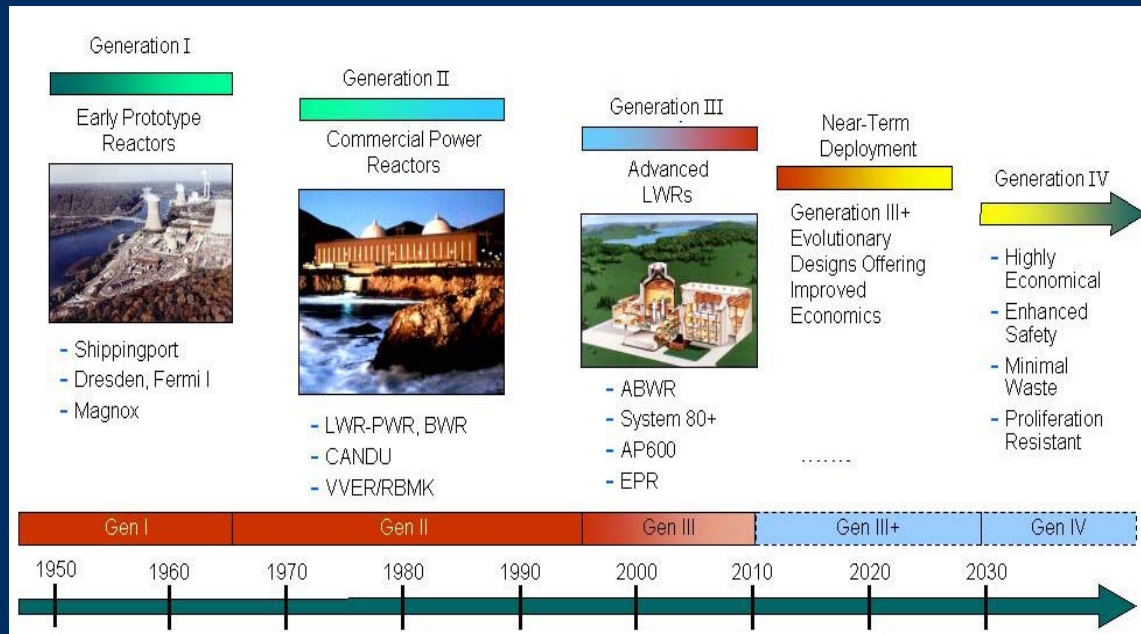 Generation I
Early Prototype
Reactors
- Shippingport
- Dresden, Fermi I
- Magnox
Generation II
Commercial Power
Reactors
- LWR-PWR, BWR
- CANDU
- VVER/RBMK
Generation III
Advanced
LWRs
- ABWR
- System 80+
- AP600
- EPR
Near-Term
Deployment
Generation III+
Evolutionary
Designs Offering
Improved
Economics
.......
Generation IV
- Highly
Economical
- Enhanced
Safety
- Minimal
Waste
- Proliferation
Resistant
Gen I
Gen II
Gen III
Gen III+
Gen IV
1950
1960
1970
1980
1990
2000
2010
2020
2030